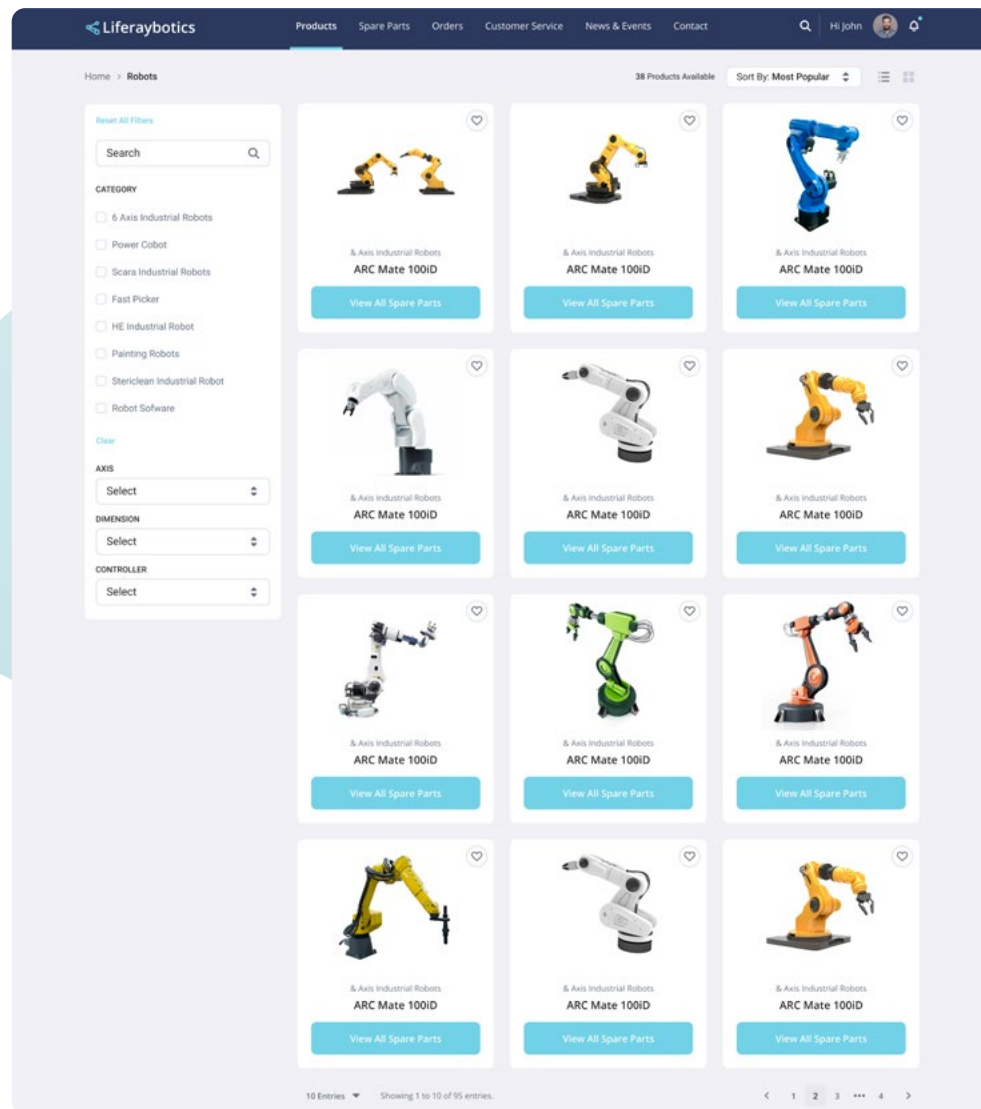 Liferaybotics
Products Spare Parts Orders Customer Service News & Events Contact Hi John
Home > Robots
38 Products Available Sort By: Most Popular
Reset All Filters
Search
CATEGORY
6 Axis Industrial Robots
Power Cobot
Scara Industrial Robots
Fast Picker
HE Industrial Robot
Painting Robots
Stericlean Industrial Robot
Robot Sofware
Clear
AXIS
Select
DIMENSION
Select
CONTROLLER
Select
& Axis Industrial Robots
ARC Mate 100iD
View All Spare Parts
& Axis Industrial Robots
ARC Mate 100iD
View All Spare Parts
& Axis Industrial Robots
ARC Mate 100iD
View All Spare Parts
& Axis Industrial Robots
ARC Mate 100iD
View All Spare Parts
& Axis Industrial Robots
ARC Mate 100iD
View All Spare Parts
& Axis Industrial Robots
ARC Mate 100iD
View All Spare Parts
& Axis Industrial Robots
ARC Mate 100iD
View All Spare Parts
& Axis Industrial Robots
ARC Mate 100iD
View All Spare Parts
& Axis Industrial Robots
ARC Mate 100iD
View All Spare Parts
& Axis Industrial Robots
ARC Mate 100iD
View All Spare Parts
& Axis Industrial Robots
ARC Mate 100iD
View All Spare Parts
& Axis Industrial Robots
ARC Mate 100iD
View All Spare Parts
10 Entries Showing 1 to 10 of 95 entries. < 1 2 3 ••• 4 >